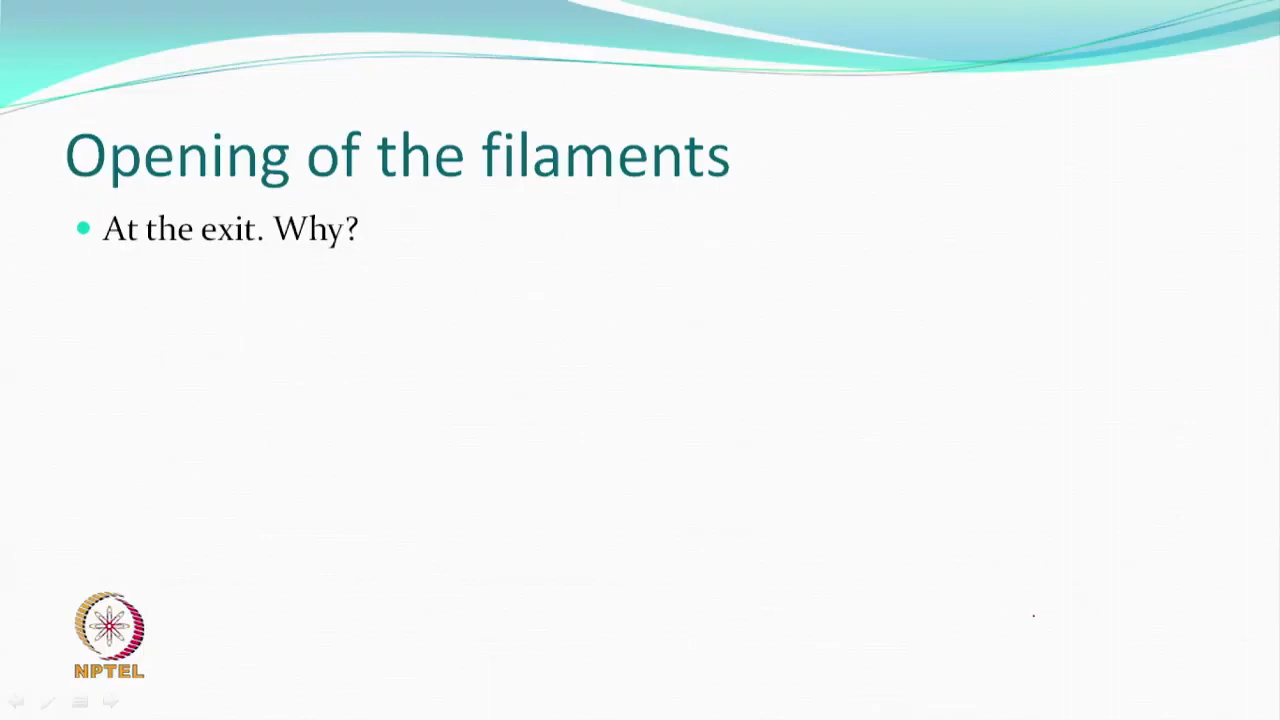 Opening of the filaments
At the exit. Why?
NPTEL